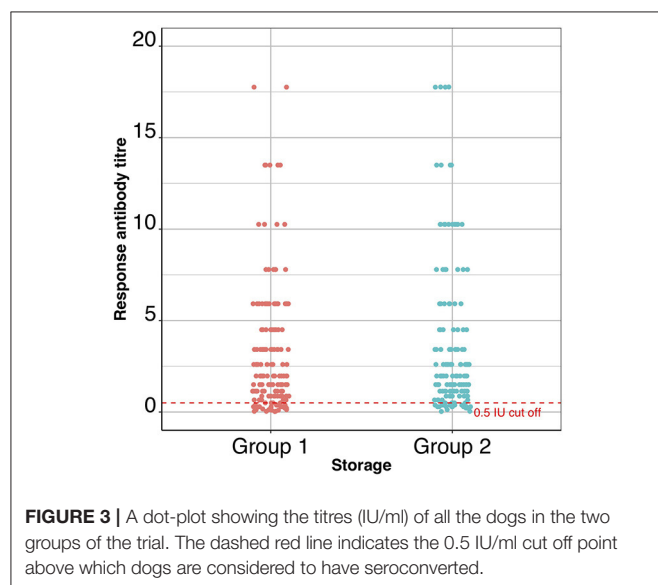 20
15
10
5
0
Response antibody titre
0.5 IU cut off
Group 1 Group 2
Storage
FIGURE 3 | A dot-plot showing the titres (IU/ml) of all the dogs in the two
groups of the trial. The dashed red line indicates the 0.5 IU/ml cut off point
above which dogs are considered to have seroconverted.